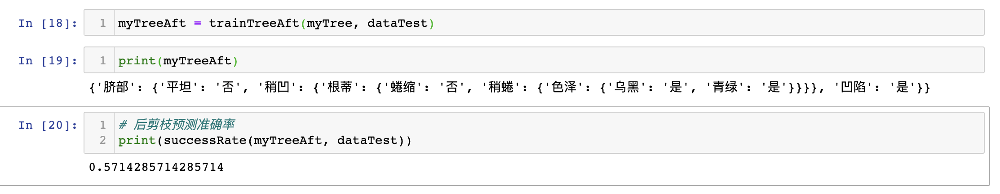 In [18]: 1 myTreeAft = trainTreeAft(myTree, dataTest)
In [19]: 1 print(myTreeAft)
{'脐部': {'平坦': '否', '稍凹': {'根蒂': {'蜷缩': '否', '稍蜷': {'色泽': {'乌黑': '是', '青绿': '是'}}}}, '凹陷': '是'}}
In [20]: 1 # 后剪枝预测准确率
2 print(successRate(myTreeAft, dataTest))
0.5714285714285714